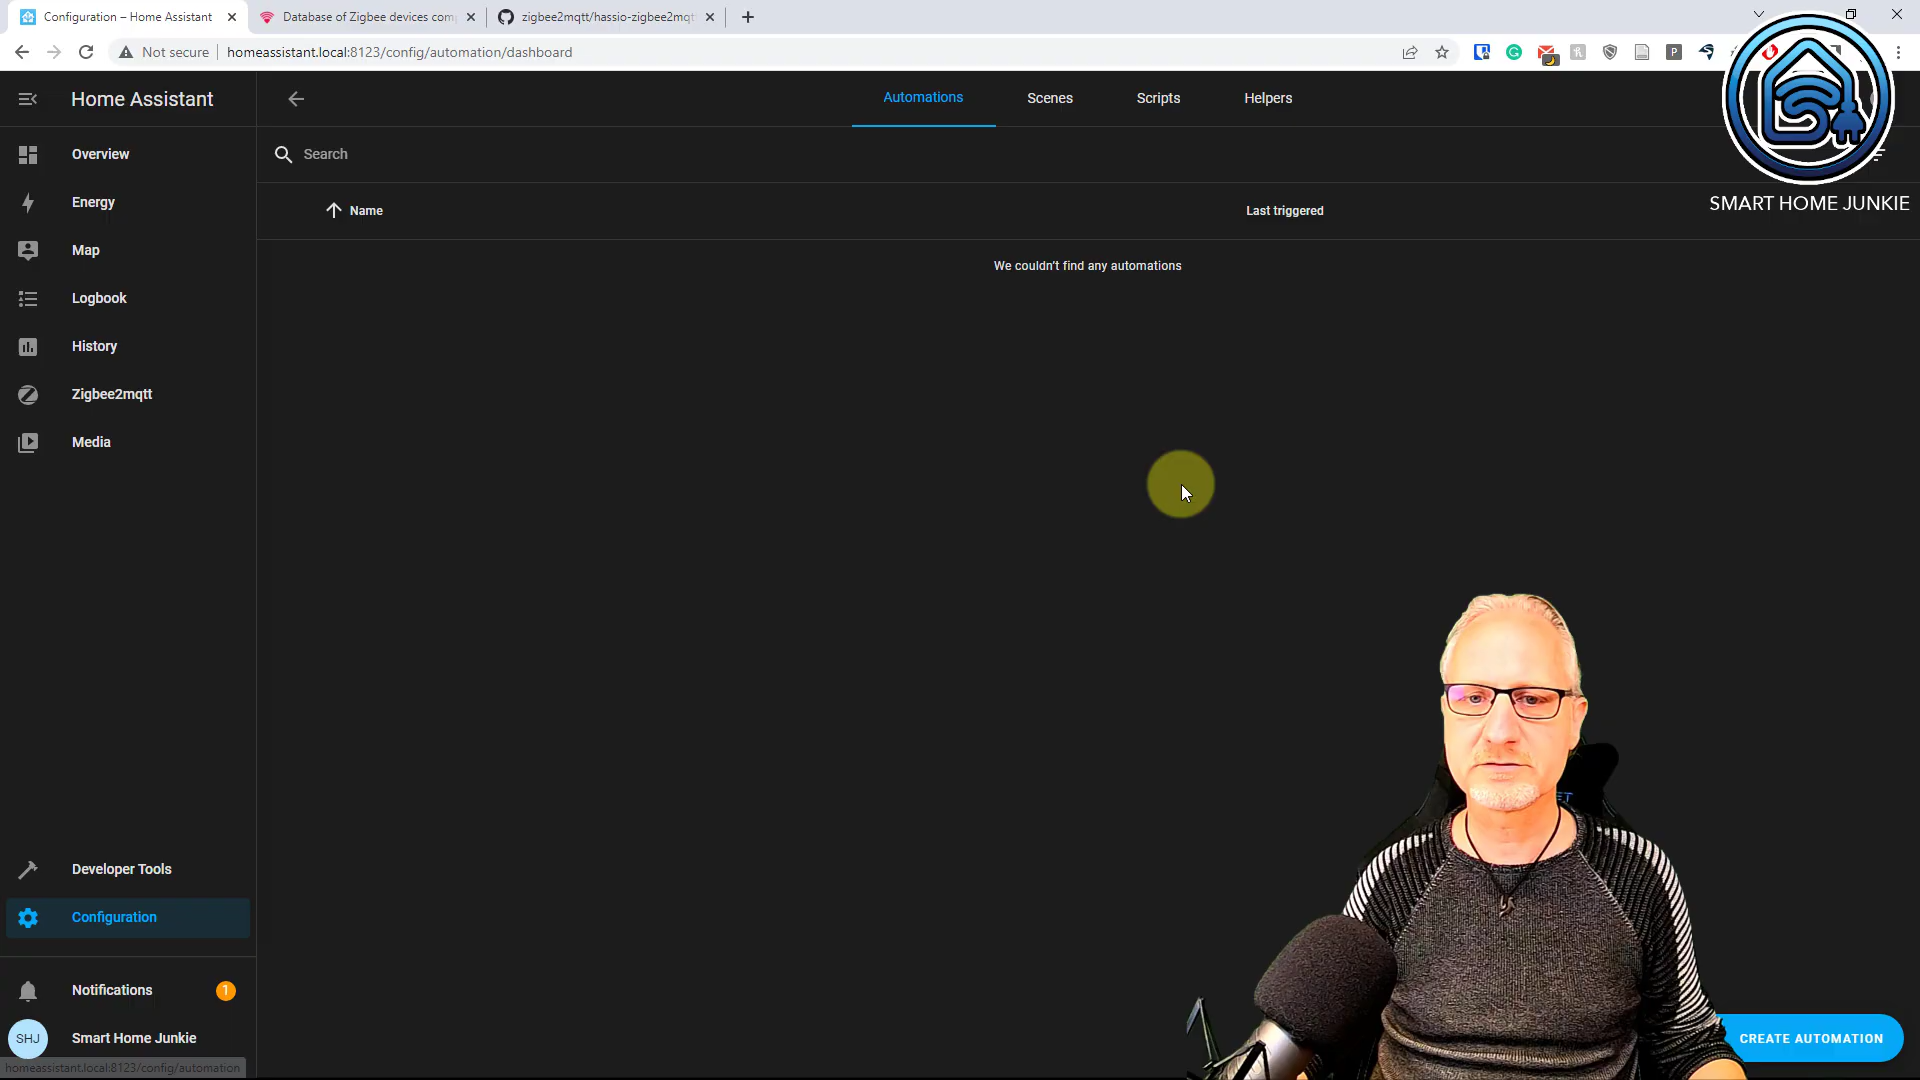 Configuration – Home Assistant
Database of Zigbee devices com
zigbee2mqtt/hassio-zigbee2mqt
Not secure
homeassistant.local:8123/config/automation/dashboard
Home Assistant
Automations
Scenes
Scripts
Helpers
Overview
Search
SMART HOME JUNKIE
Energy
Name
Last triggered
Map
We couldn't find any automations
Logbook
History
Zigbee2mqtt
Media
Developer Tools
Configuration
Notifications
1
SHJ
Smart Home Junkie
CREATE AUTOMATION
homeassistant.local:8123/config/automation